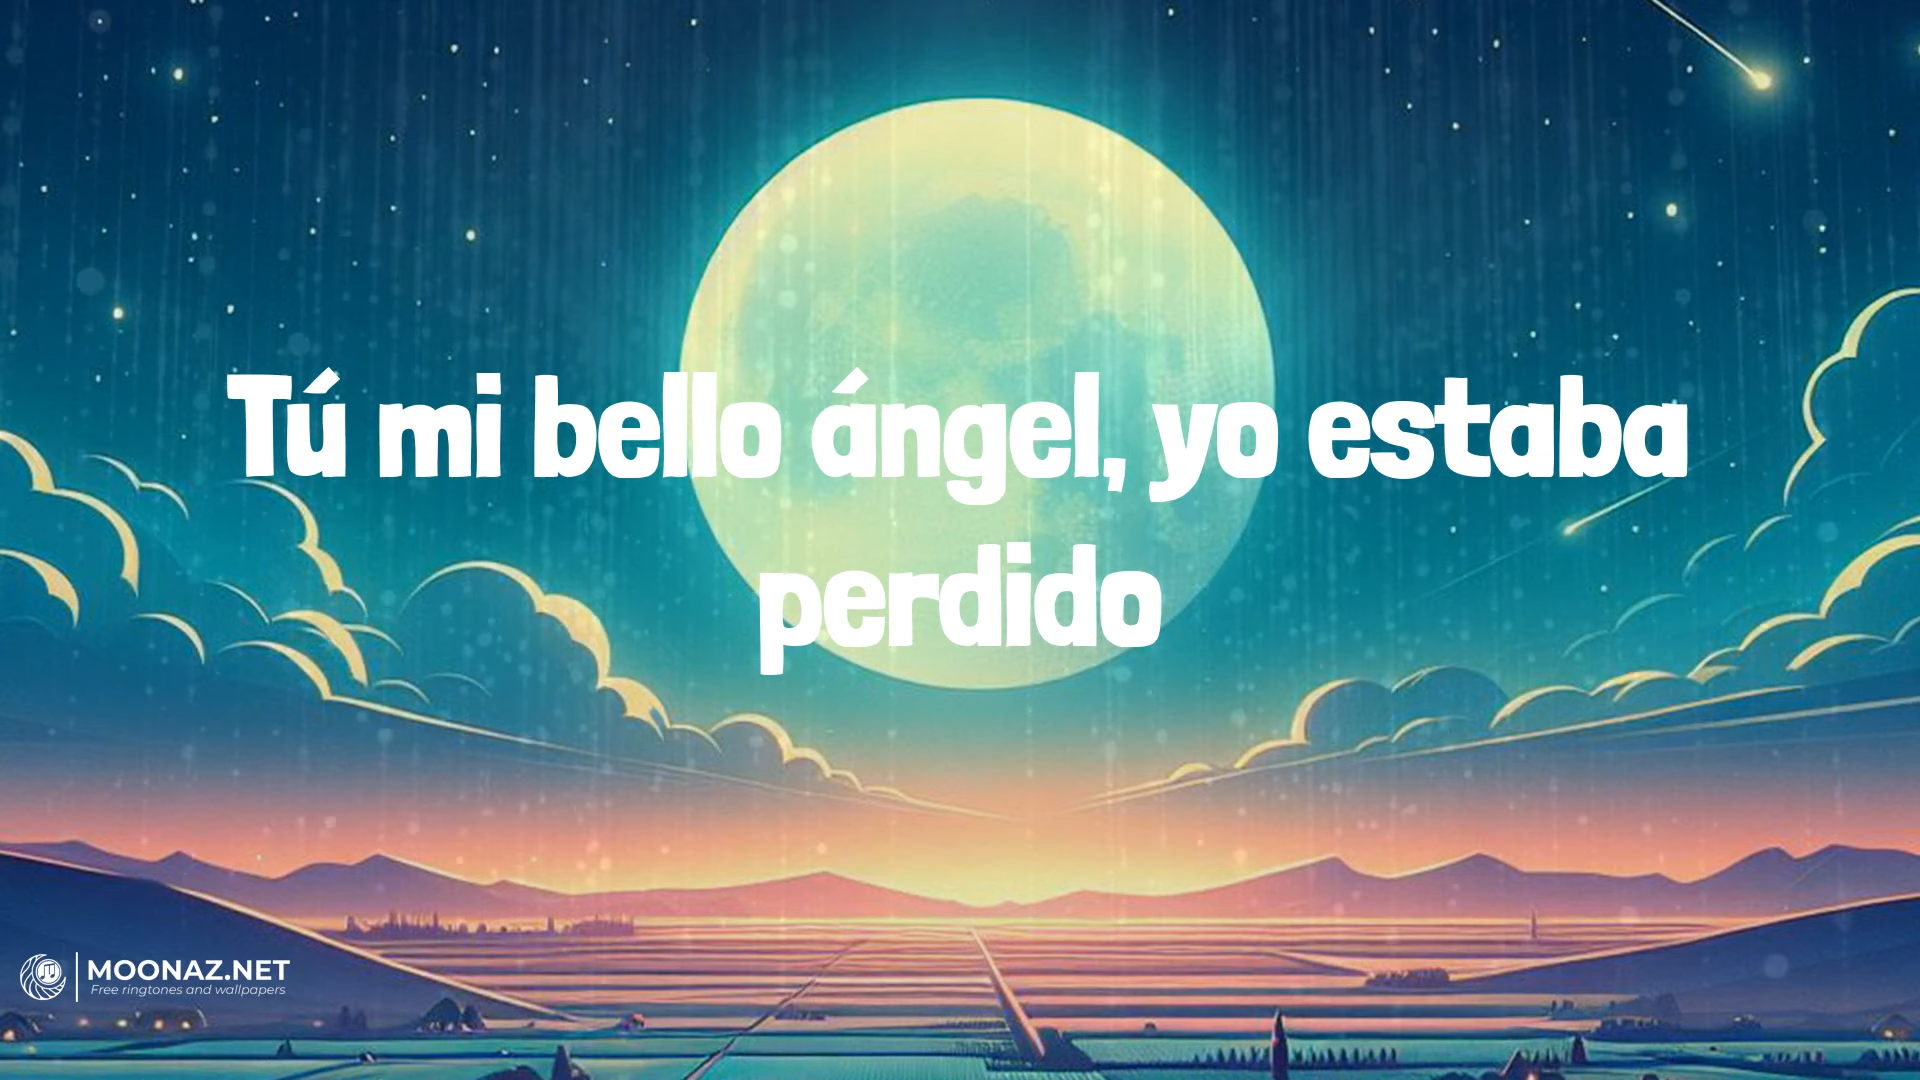 Tú mi bello ángel, yo estaba
perdido
MOONAZ.NET
Free ringtones and wallpapers